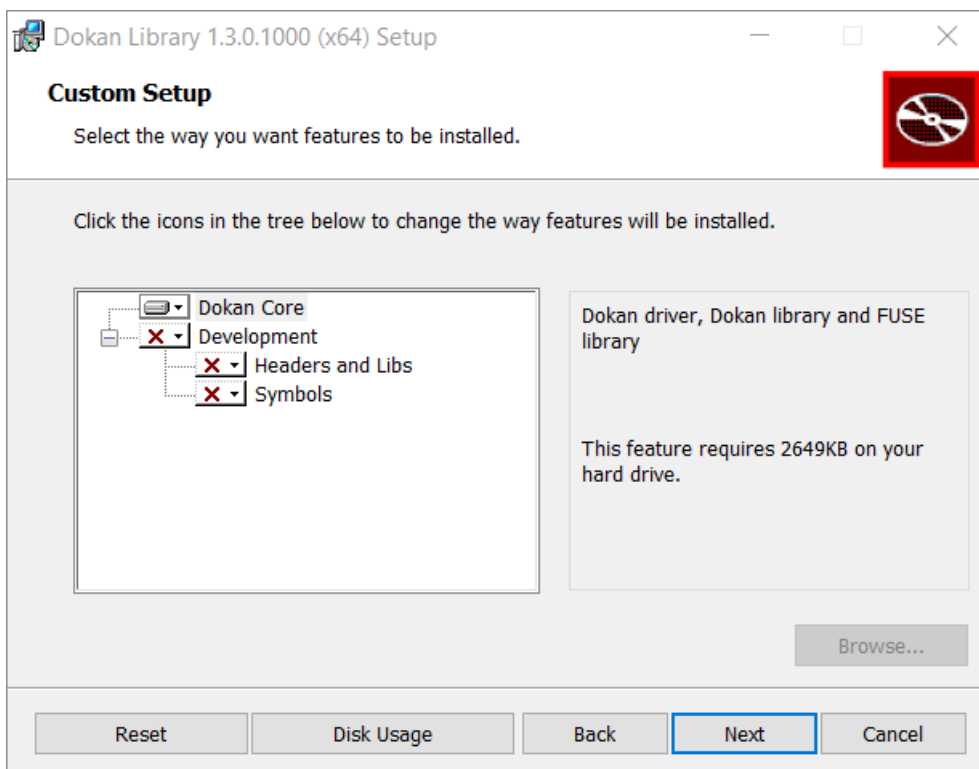 Dokan Library 1.3.0.1000 (x64) Setup
Custom Setup
Select the way you want features to be installed.
Click the icons in the tree below to change the way features will be installed.
Dokan Core
Development
Headers and Libs
Symbols
Dokan driver, Dokan library and FUSE
library
This feature requires 2649KB on your
hard drive.
Browse...
Reset
Disk Usage
Back
Next
Cancel